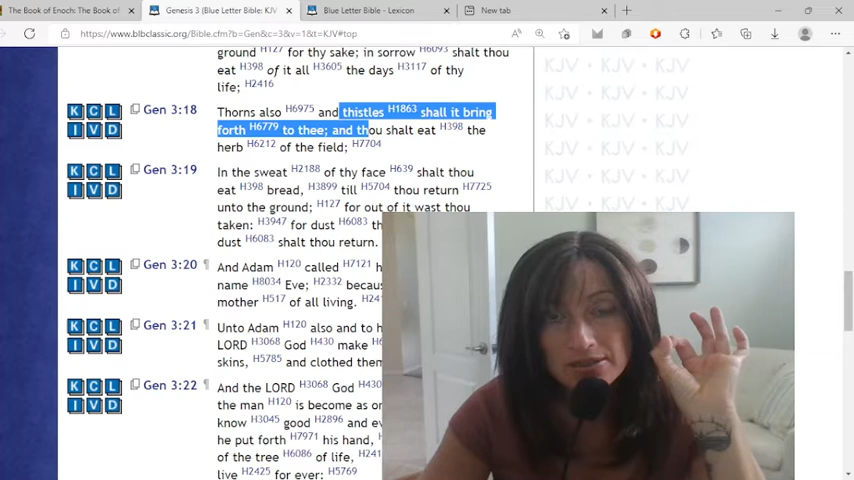 The Book of Enoch: The Book of
Genesis 3 (Blue Letter Bible: KJV
Blue Letter Bible - Lexicon
New tab
https://www.blbclassic.org/Bible.cfm?b=Gen&c=3&v=1&t=KJV#top
ground H127 for thy sake; in sorrow H6093 shalt thou
eat H398 of it all H3605 the days H3117 of thy
life; H2416
KJV KJV KJV
K C L Gen 3:18 Thorns also H6975 and thistles H1863 shall it bring
I V D forth H6779 to thee; and thou shalt eat H398 the
herb H6212 of the field; H7704
K C L Gen 3:19 In the sweat H2188 of thy face H639 shalt thou
I V D eat H398 bread, H3899 till H5704 thou return H7725
unto the ground; H127 for out of it wast thou
taken: H3947 for dust H6083
dust H6083 shalt thou return.
K C L Gen 3:20 ¶ And Adam H120 called H7121
I V D name H8034 Eve; H2332
mother H517 of all living.
K C L Gen 3:21 ¶ Unto Adam H120 also and to
I V D LORD H3068 God H430 make
skins, H5785 and clothed
K C L Gen 3:22 ¶ And the LORD H3068 God H430
I V D the man H120 is become as
know H3045 good H2896 and
he put forth H7971 his hand,
of the tree H6086 of life,
live H2425 for ever: H5769